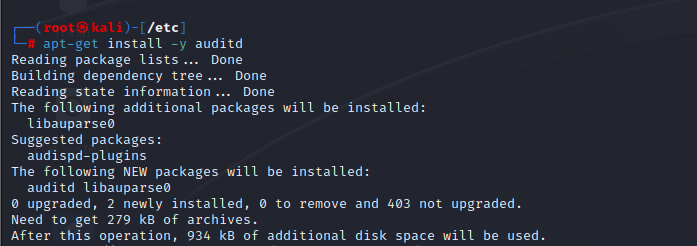 ┌──(root㉿kali)-[/etc]
└─# apt-get install -y auditd
Reading package lists... Done
Building dependency tree... Done
Reading state information... Done
The following additional packages will be installed:
  libauparse0
Suggested packages:
  audispd-plugins
The following NEW packages will be installed:
  auditd libauparse0
0 upgraded, 2 newly installed, 0 to remove and 403 not upgraded.
Need to get 279 kB of archives.
After this operation, 934 kB of additional disk space will be used.